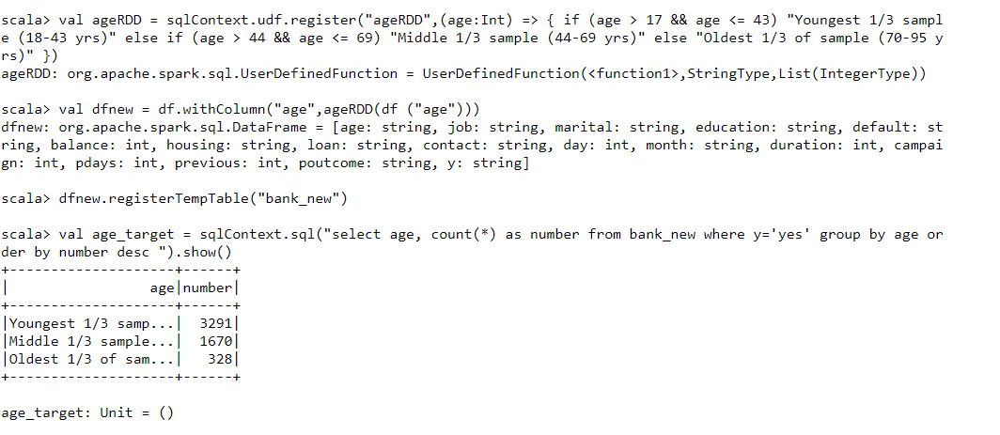 scala> val ageRDD = sqlContext.udf.register("ageRDD",(age:Int) => { if (age > 17 && age <= 43) "Youngest 1/3 sampl
e (18-43 yrs)" else if (age > 44 && age <= 69) "Middle 1/3 sample (44-69 yrs)" else "Oldest 1/3 of sample (70-95 y
rs)" })
ageRDD: org.apache.spark.sql.UserDefinedFunction = UserDefinedFunction(<function1>,StringType,List(IntegerType))

scala> val dfnew = df.withColumn("age",ageRDD(df ("age")))
dfnew: org.apache.spark.sql.DataFrame = [age: string, job: string, marital: string, education: string, default: st
ring, balance: int, housing: string, loan: string, contact: string, day: int, month: string, duration: int, campai
gn: int, pdays: int, previous: int, poutcome: string, y: string]

scala> dfnew.registerTempTable("bank_new")

scala> val age_target = sqlContext.sql("select age, count(*) as number from bank_new where y='yes' group by age or
der by number desc ").show()
+--------------------+------+
|                 age|number|
+--------------------+------+
|Youngest 1/3 samp...|  3291|
|Middle 1/3 sample...|  1670|
|Oldest 1/3 of sam...|   328|
+--------------------+------+

age_target: Unit = ()